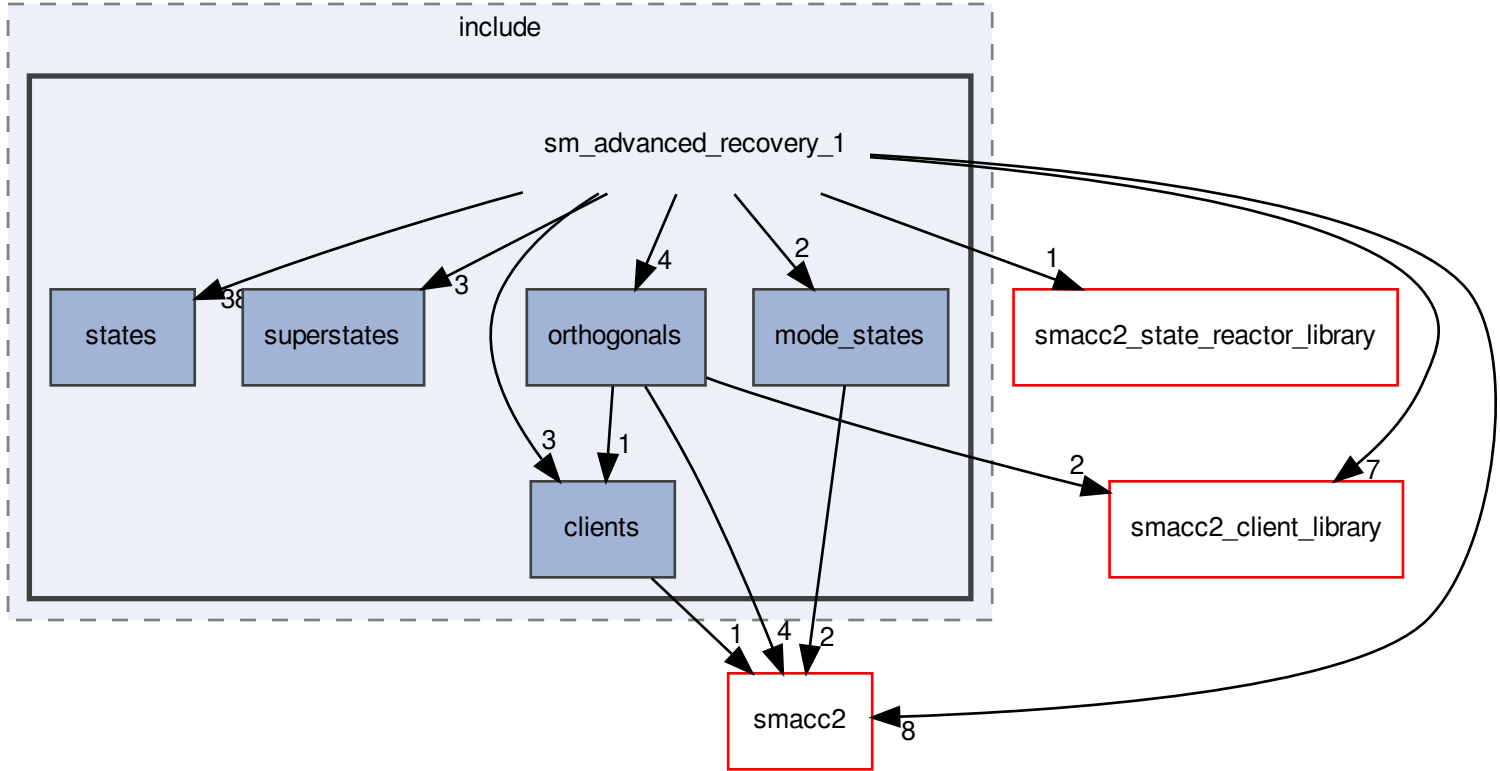 include
sm_advanced_recovery_1
4
2
1
38
3
states
superstates
orthogonals
mode_states
smacc2_state_reactor_library
3
1
2
7
clients
smacc2_client_library
1
4
2
smacc2
8